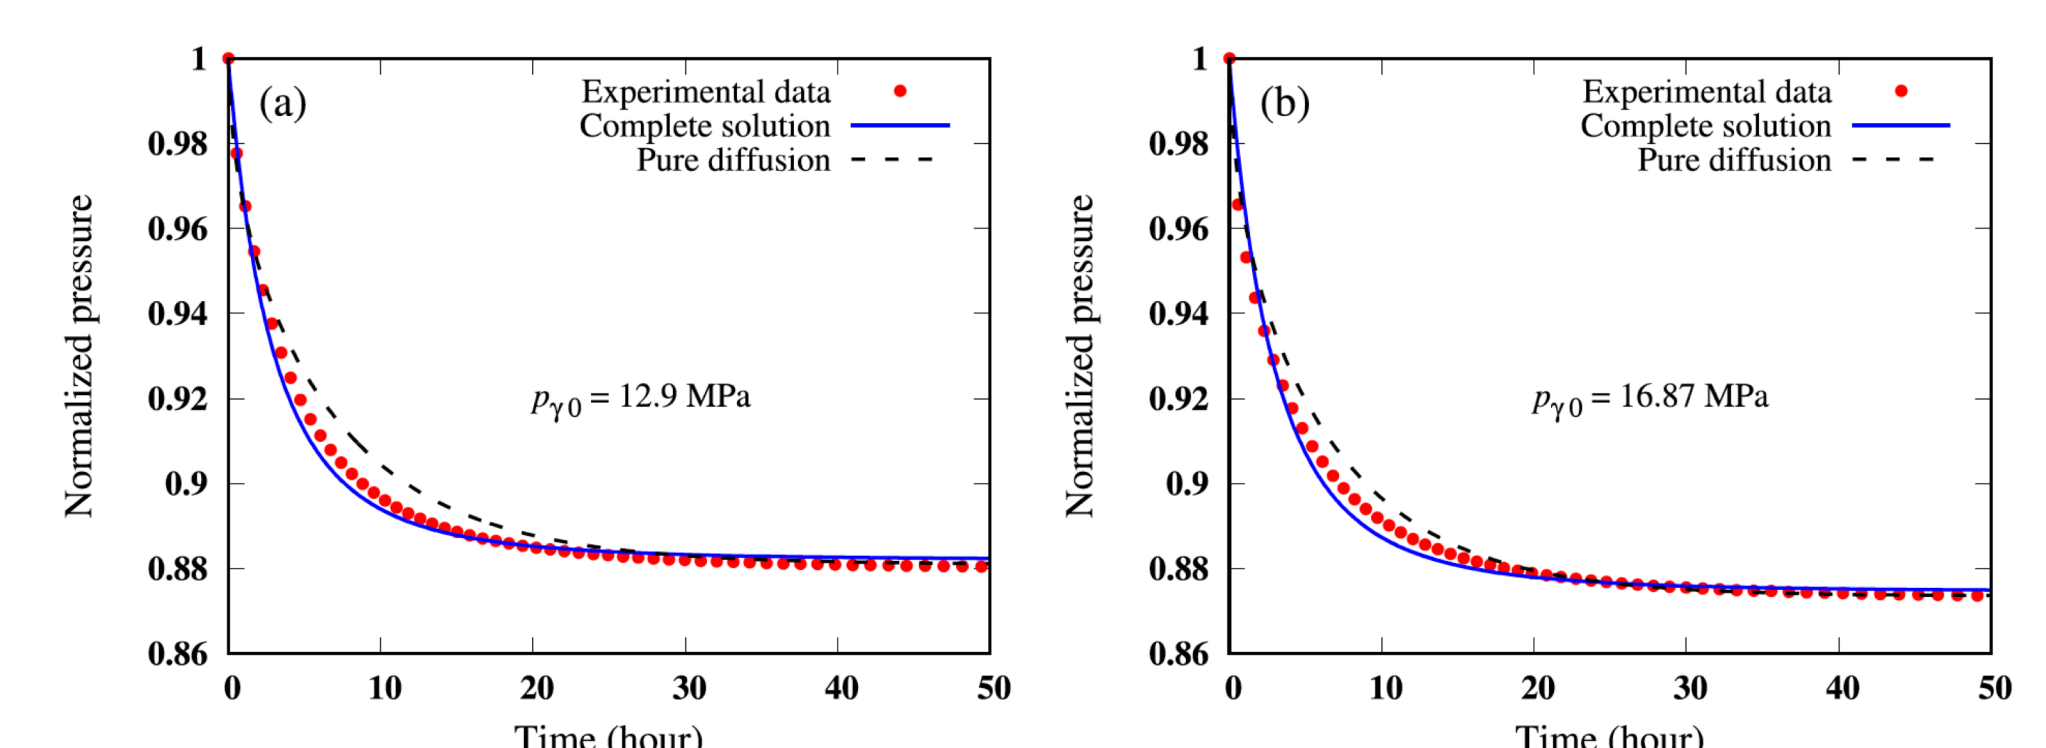 (a)
Experimental data
Complete solution
Pure diffusion
1
0.98
0.96
0.94
0.92
0.9
0.88
0.86
Normalized pressure
pγ0 = 12.9 MPa
0 10 20 30 40 50
Time (hour)
(b)
Experimental data
Complete solution
Pure diffusion
1
0.98
0.96
0.94
0.92
0.9
0.88
0.86
Normalized pressure
pγ0 = 16.87 MPa
0 10 20 30 40 50
Time (hour)